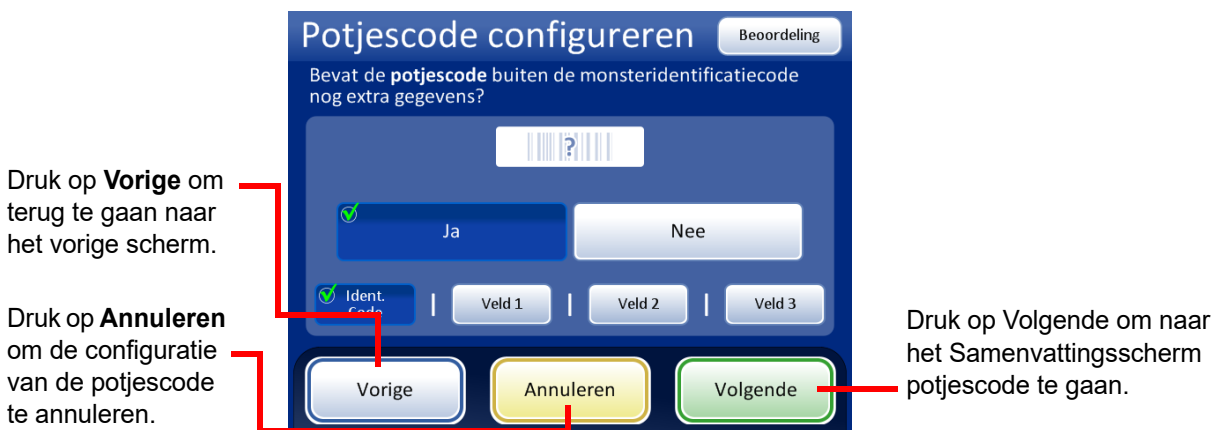 Potjescode configureren
Beoordeling
Bevat de potjescode buiten de monsteridentificatiecode
nog extra gegevens?
?
Ja
Nee
Ident.
Code
Veld 1
Veld 2
Veld 3
Vorige
Annuleren
Volgende
Druk op Vorige om
terug te gaan naar
het vorige scherm.
Druk op Annuleren
om de configuratie
van de potjescode
te annuleren.
Druk op Volgende om naar
het Samenvattingsscherm
potjescode te gaan.